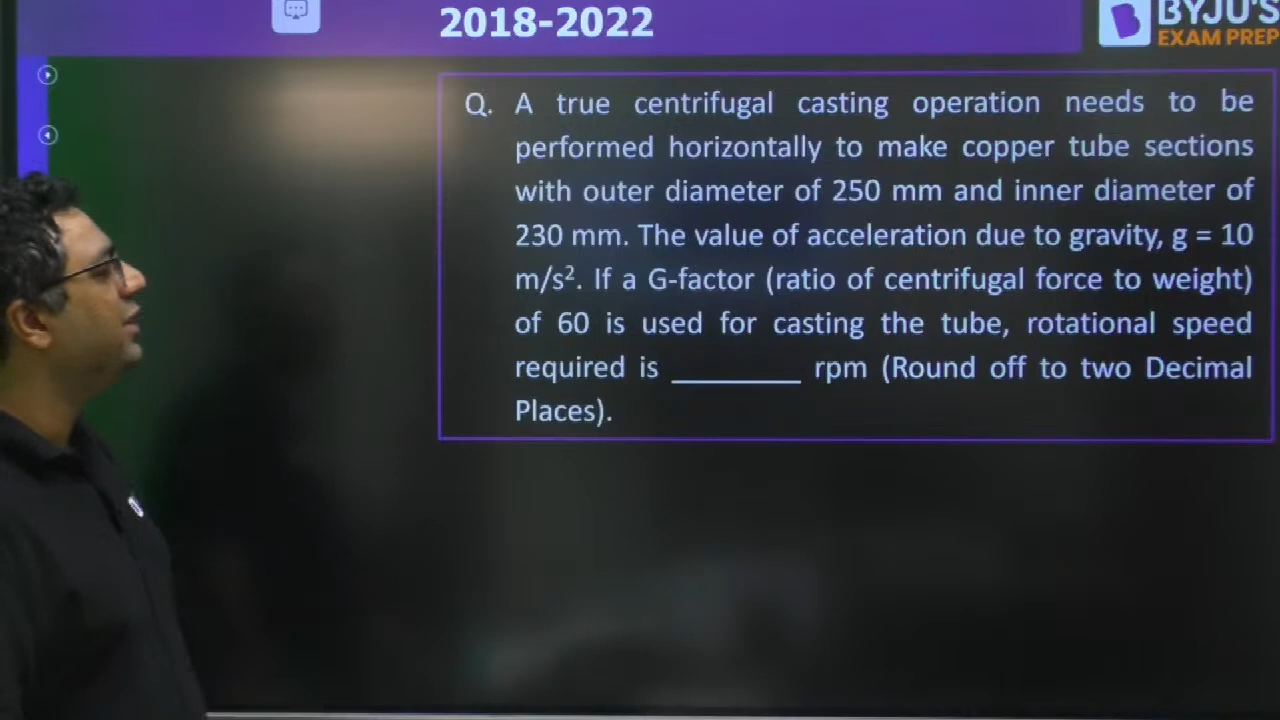 2018-2022
BYJU'S
EXAM PREP
Q. A true centrifugal casting operation needs to be
performed horizontally to make copper tube sections
with outer diameter of 250 mm and inner diameter of
230 mm. The value of acceleration due to gravity, g = 10
m/s². If a G-factor (ratio of centrifugal force to weight)
of 60 is used for casting the tube, rotational speed
required is ________ rpm (Round off to two Decimal
Places).